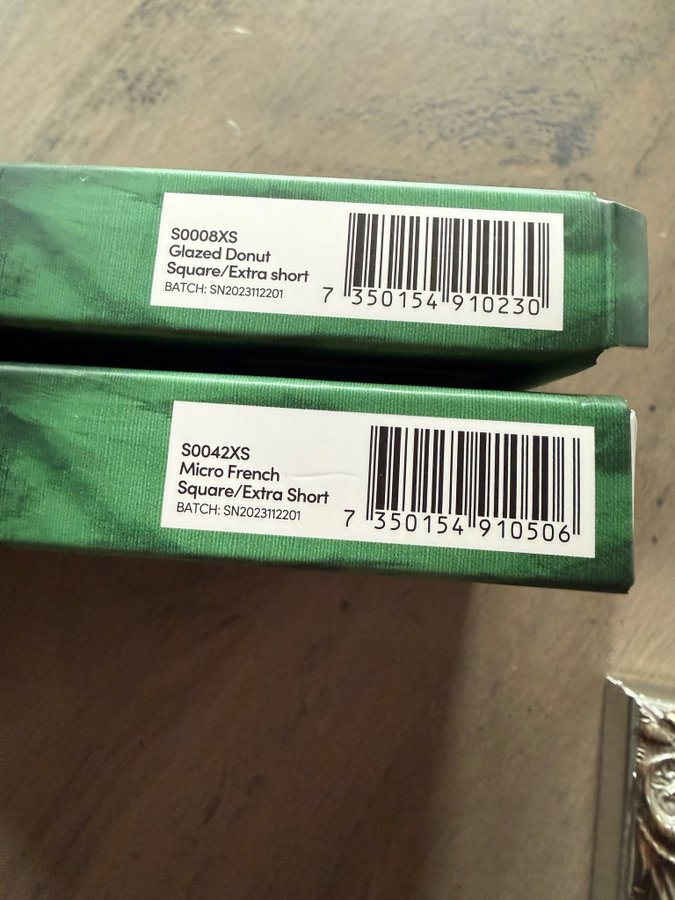 S0008XS
Glazed Donut
Square/Extra short
BATCH: SN2023112201
7 350154 910230
S0042XS
Micro French
Square/Extra Short
BATCH: SN2023112201
7 350154 910506